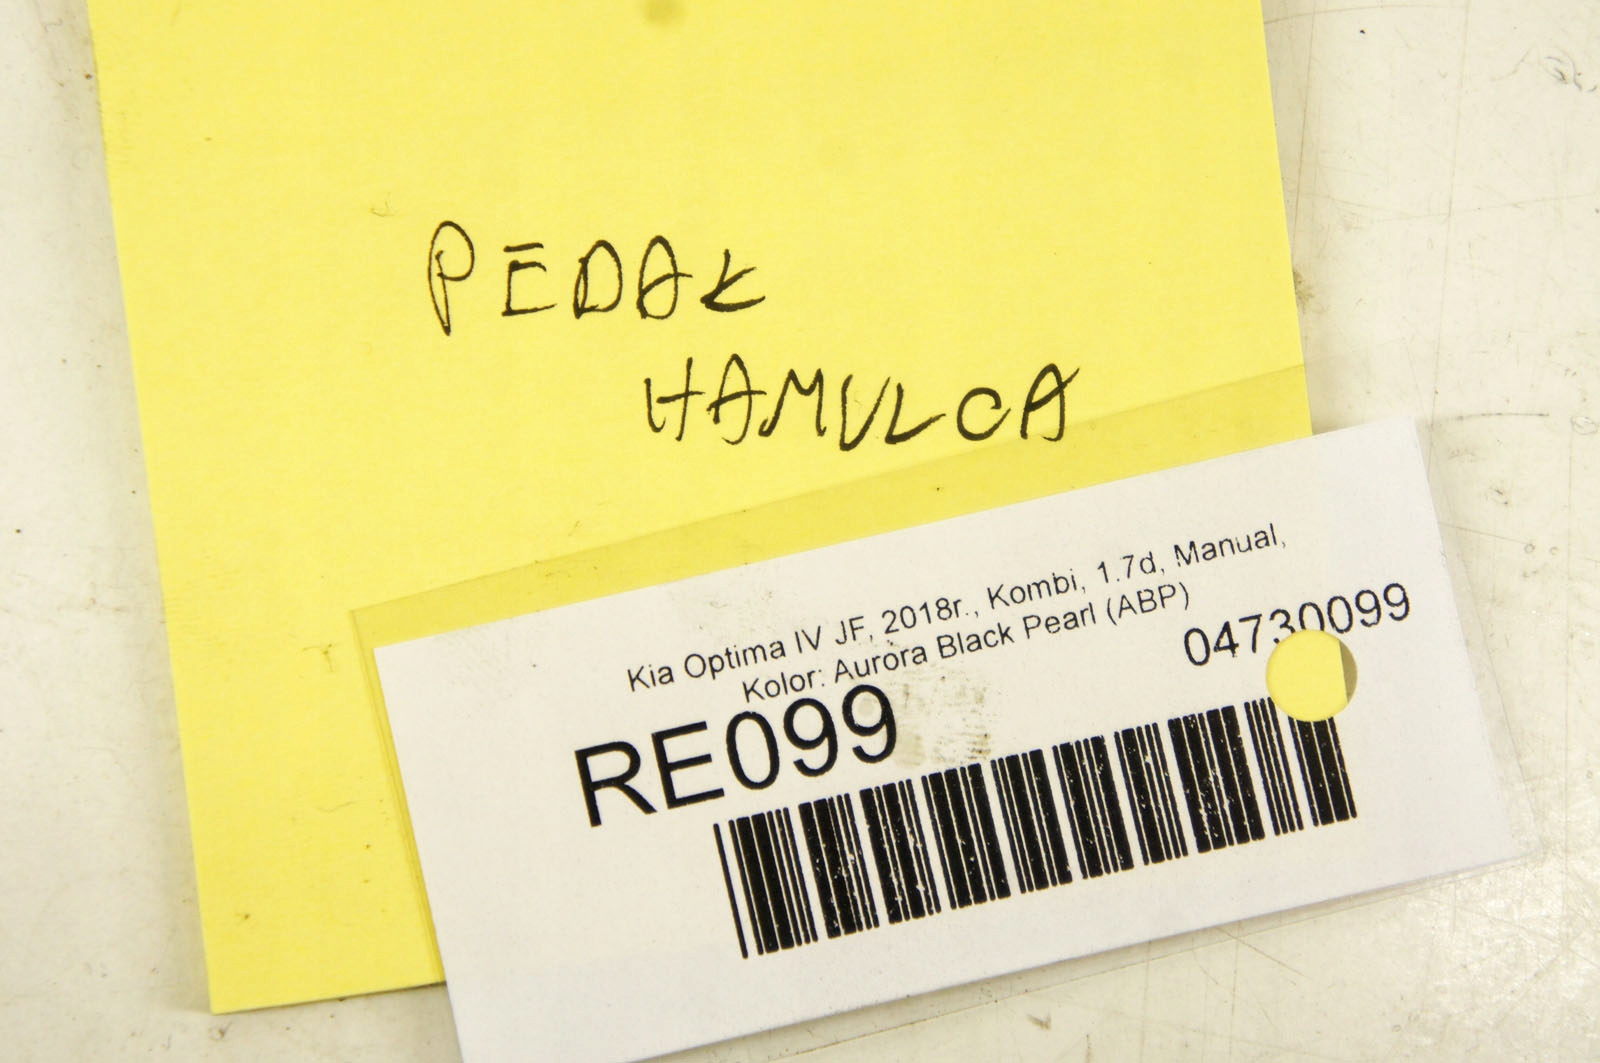 PEDAŁ
HAMULCA
Kia Optima IV JF, 2018r., Kombi, 1.7d, Manual,
Kolor: Aurora Black Pearl (ABP)
04730099
RE099